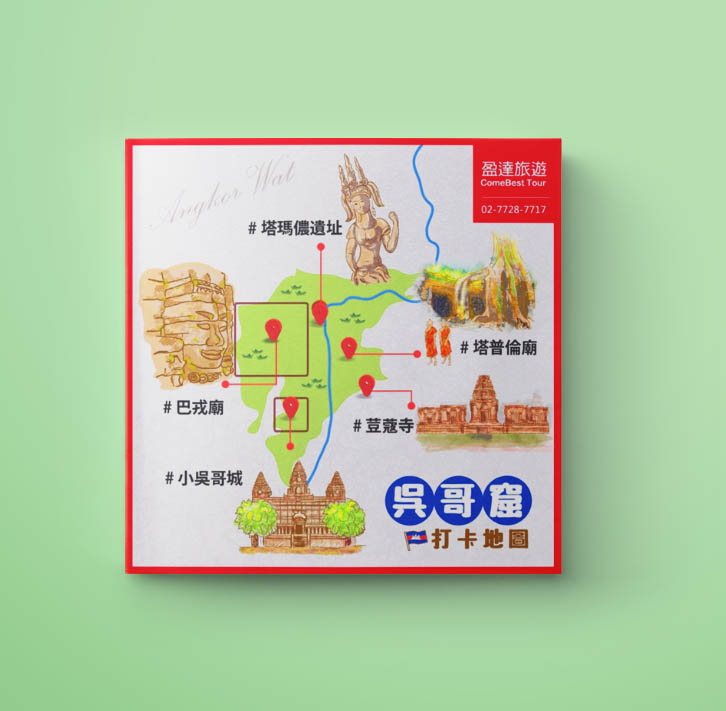 Angkor Wat
盈達旅遊
ComeBest Tour
02-7728-7717
# 塔瑪儂遺址
# 塔普倫廟
# 巴戎廟
# 荳蔻寺
# 小吳哥城
吳哥窟
打卡地圖